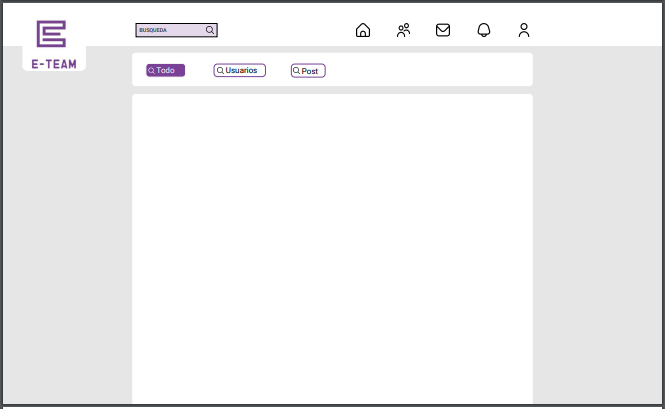 BUSQUEDA
E-TEAM
Todo
Usuarios
Post